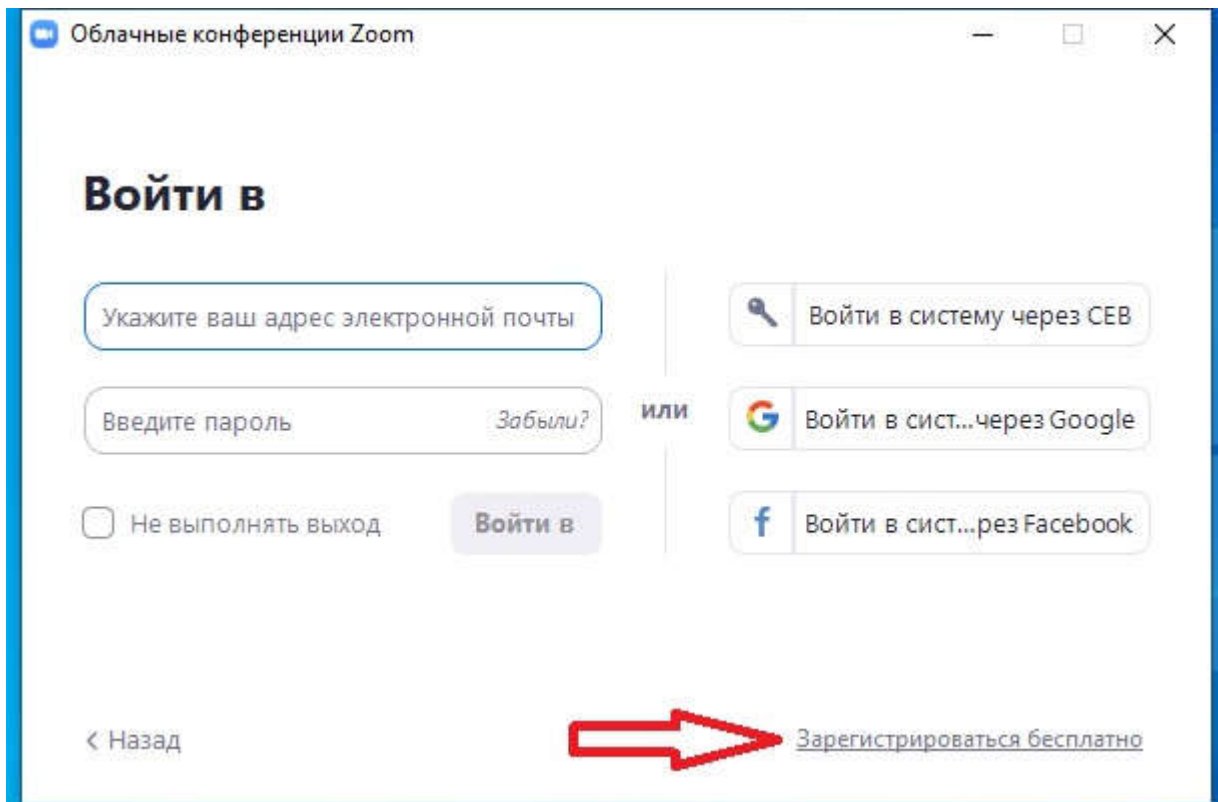 Облачные конференции Zoom
Войти в
Укажите ваш адрес электронной почты
Введите пароль Забыли?
Не выполнять выход Войти в
или
Войти в систему через СЕВ
Войти в сист...через Google
Войти в сист...рез Facebook
< Назад
Зарегистрироваться бесплатно